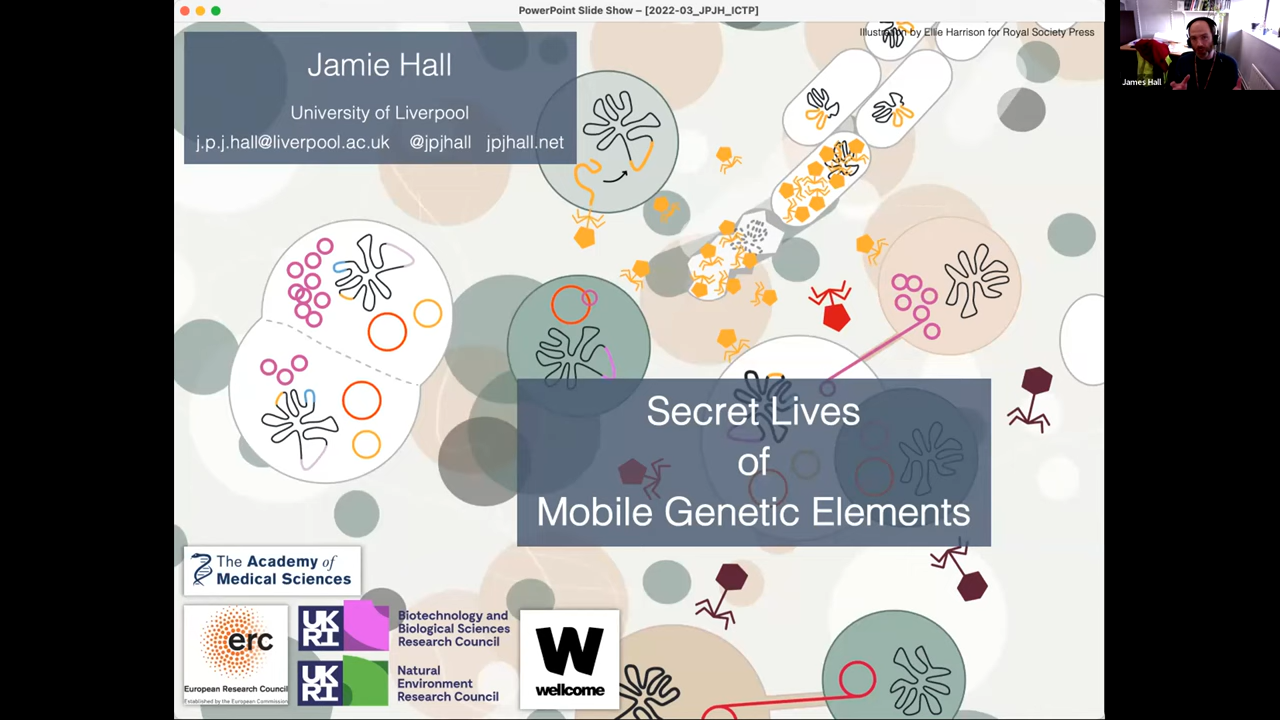 PowerPoint Slide Show – [2022-03_JPJH_ICTP]
Illustration by Ellie Harrison for Royal Society Press
Jamie Hall
University of Liverpool
j.p.j.hall@liverpool.ac.uk @jpjhall jpjhall.net
James Hall
Secret Lives
of
Mobile Genetic Elements
The Academy of
Medical Sciences
erc
European Research Council
Established by the European Commission
UK
RI
Biotechnology and
Biological Sciences
Research Council
UK
RI
Natural
Environment
Research Council
W
wellcome